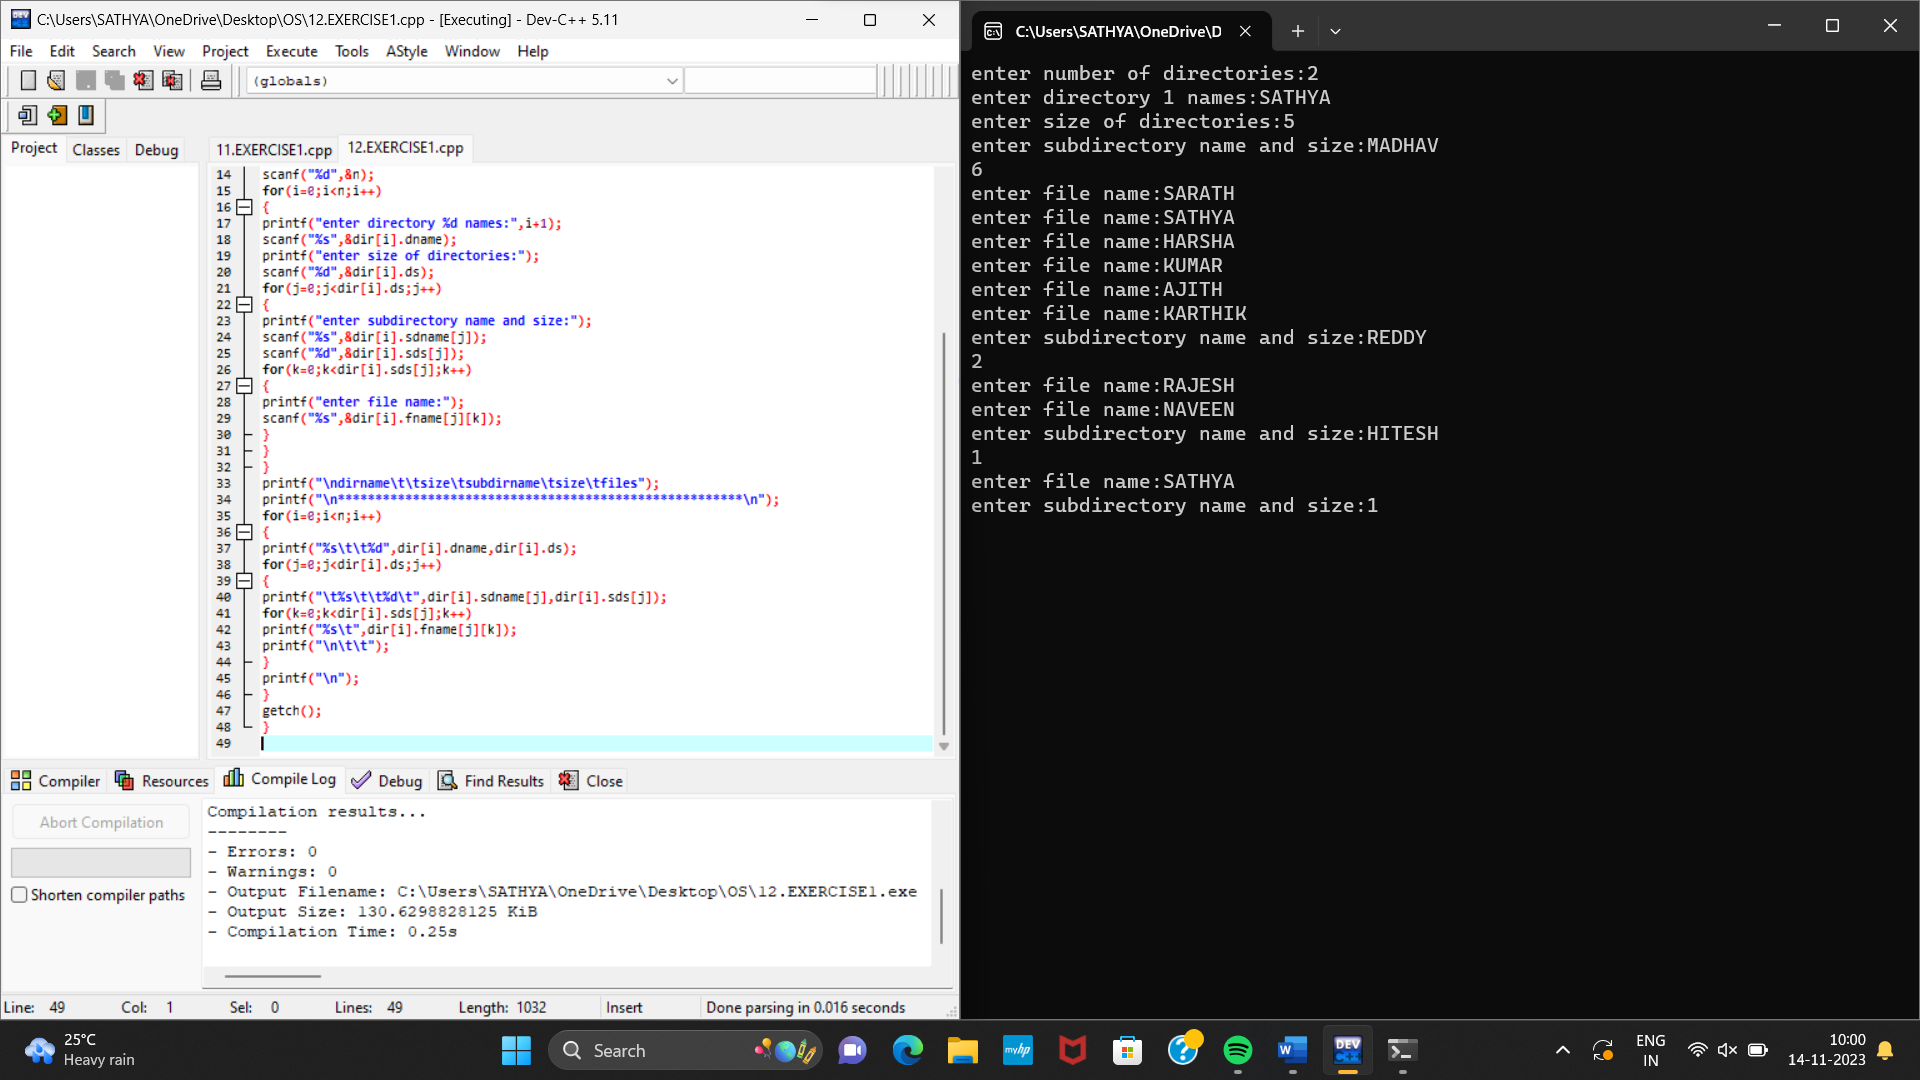 C:\Users\SATHYA\OneDrive\Desktop\OS\12.EXERCISE1.cpp - [Executing] - Dev-C++ 5.11
File Edit Search View Project Execute Tools AStyle Window Help
(globals)
Project Classes Debug
11.EXERCISE1.cpp 12.EXERCISE1.cpp
14 scanf("%d",&n);
15 for(i=0;i<n;i++)
16 {
17 printf("enter directory %d names:",i+1);
18 scanf("%s",&dir[i].dname);
19 printf("enter size of directories:");
20 scanf("%d",&dir[i].ds);
21 for(j=0;j<dir[i].ds;j++)
22 {
23 printf("enter subdirectory name and size:");
24 scanf("%s",&dir[i].sdname[j]);
25 scanf("%d",&dir[i].sds[j]);
26 for(k=0;k<dir[i].sds[j];k++)
27 {
28 printf("enter file name:");
29 scanf("%s",&dir[i].fname[j][k]);
30 }
31 }
32 }
33 printf("\ndirname\t\tsize\tsubdirname\tsize\tfiles");
34 printf("\n******************************************************\n");
35 for(i=0;i<n;i++)
36 {
37 printf("%s\t\t%d",dir[i].dname,dir[i].ds);
38 for(j=0;j<dir[i].ds;j++)
39 {
40 printf("\t%s\t\t%d\t",dir[i].sdname[j],dir[i].sds[j]);
41 for(k=0;k<dir[i].sds[j];k++)
42 printf("%s\t",dir[i].fname[j][k]);
43 printf("\n\t\t");
44 }
45 printf("\n");
46 }
47 getch();
48 }
49
Compiler Resources Compile Log Debug Find Results Close
Abort Compilation
Shorten compiler paths
Compilation results...
--------
- Errors: 0
- Warnings: 0
- Output Filename: C:\Users\SATHYA\OneDrive\Desktop\OS\12.EXERCISE1.exe
- Output Size: 130.6298828125 KiB
- Compilation Time: 0.25s
Line: 49 Col: 1 Sel: 0 Lines: 49 Length: 1032 Insert Done parsing in 0.016 seconds
C:\Users\SATHYA\OneDrive\D
enter number of directories:2
enter directory 1 names:SATHYA
enter size of directories:5
enter subdirectory name and size:MADHAV
6
enter file name:SARATH
enter file name:SATHYA
enter file name:HARSHA
enter file name:KUMAR
enter file name:AJITH
enter file name:KARTHIK
enter subdirectory name and size:REDDY
2
enter file name:RAJESH
enter file name:NAVEEN
enter subdirectory name and size:HITESH
1
enter file name:SATHYA
enter subdirectory name and size:1
25°C
Heavy rain
Search
myhp
DEV C++
ENG
IN
10:00
14-11-2023